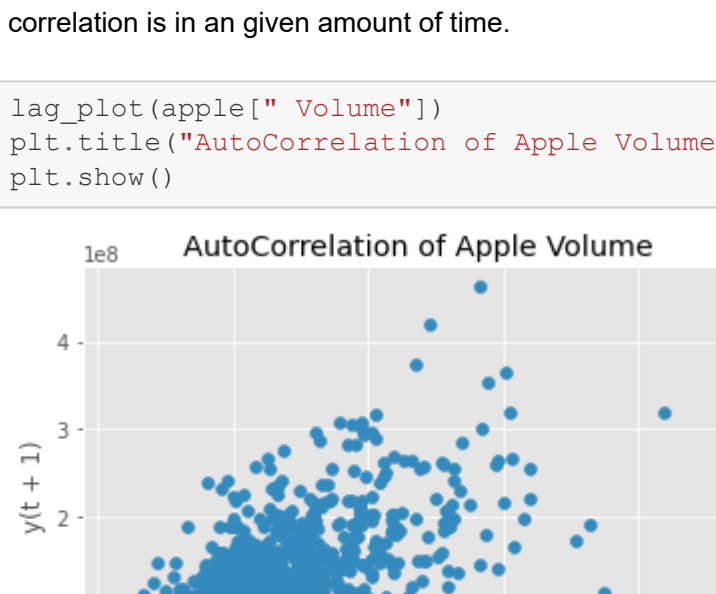 correlation is in an given amount of time.
lag_plot(apple[" Volume"])
plt.title("AutoCorrelation of Apple Volume
plt.show()
AutoCorrelation of Apple Volume
1e8
4
3
2
y(t + 1)